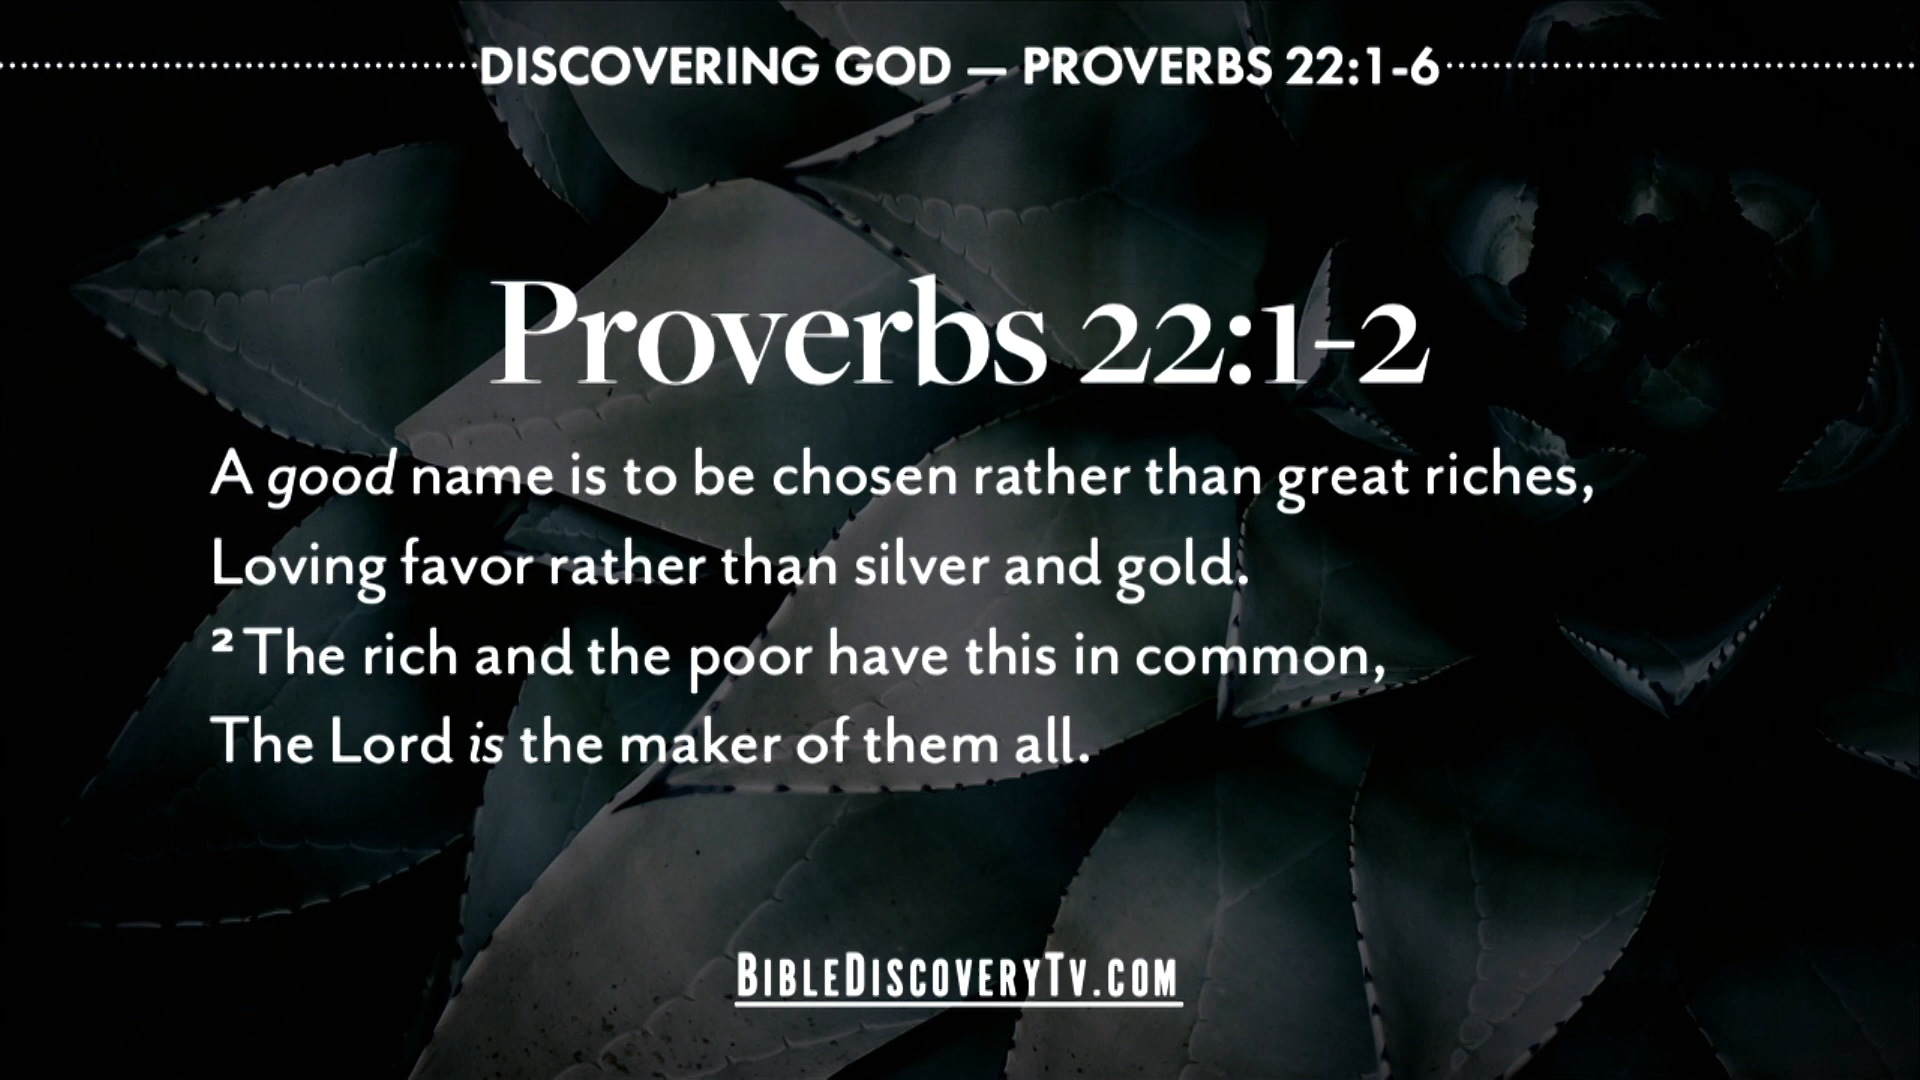 DISCOVERING GOD — PROVERBS 22:1-6
Proverbs 22:1-2
A good name is to be chosen rather than great riches,
Loving favor rather than silver and gold.
² The rich and the poor have this in common,
The Lord is the maker of them all.
BIBLEDISCOVERYTV.COM